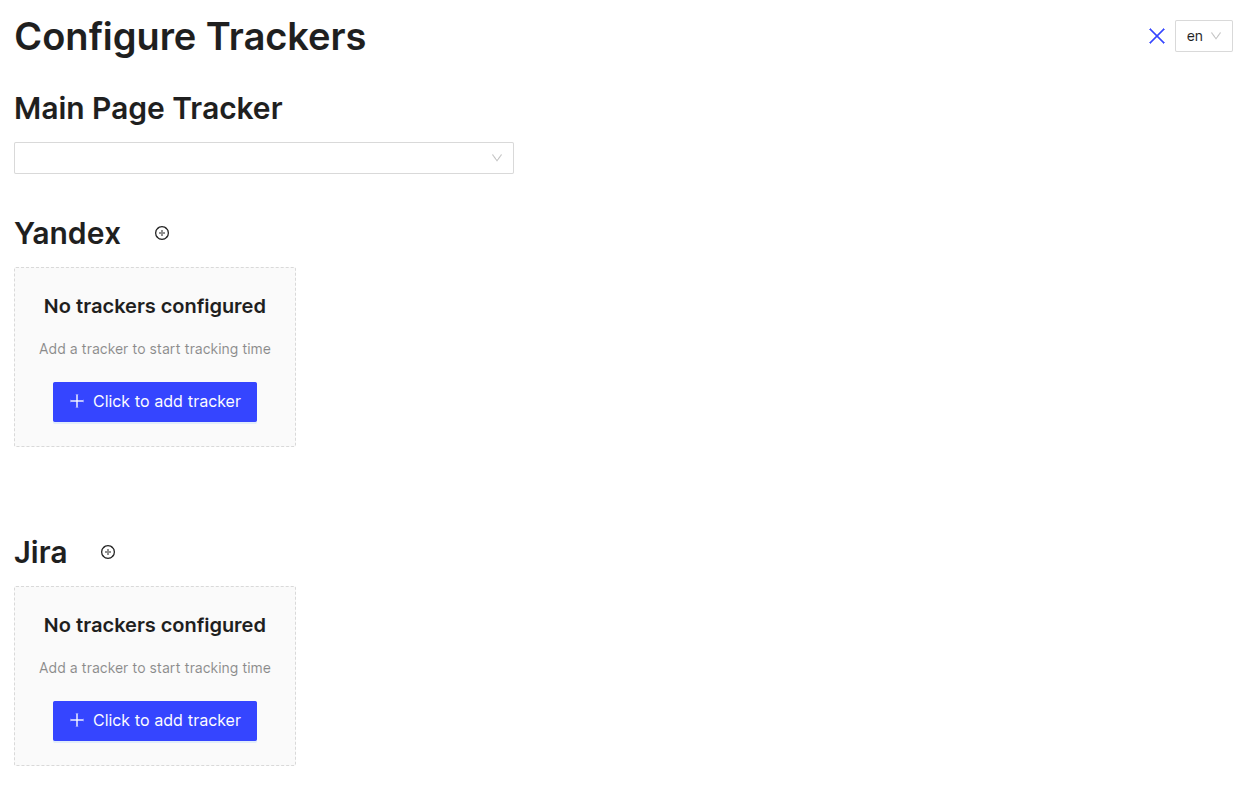 Configure Trackers
en
Main Page Tracker
Yandex
No trackers configured
Add a tracker to start tracking time
Click to add tracker
Jira
No trackers configured
Add a tracker to start tracking time
Click to add tracker